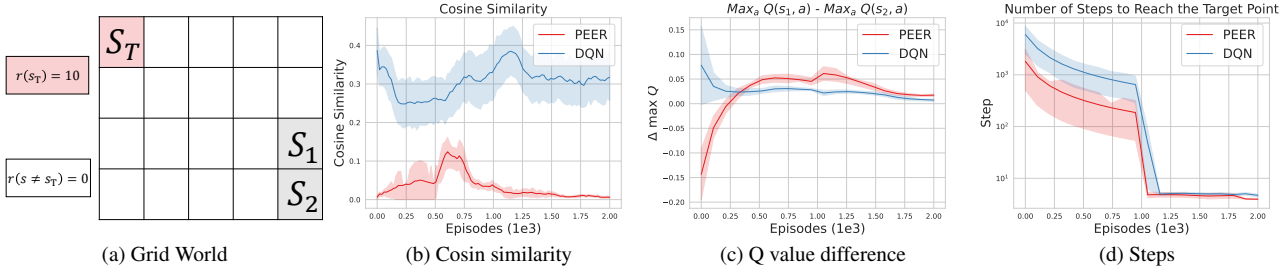 S_T
r(s_T) = 10
S_1
r(s ≠ s_T) = 0
S_2
(a) Grid World
Cosine Similarity
PEER
DQN
Cosine Similarity
0.4
0.3
0.2
0.1
0.0
0.00 0.25 0.50 0.75 1.00 1.25 1.50 1.75 2.00
Episodes (1e3)
(b) Cosin similarity
Max_a Q(s_1, a) - Max_a Q(s_2, a)
PEER
DQN
Δ max Q
0.15
0.10
0.05
0.00
−0.05
−0.10
−0.15
−0.20
0.00 0.25 0.50 0.75 1.00 1.25 1.50 1.75 2.00
Episodes (1e3)
(c) Q value difference
Number of Steps to Reach the Target Point
PEER
DQN
Step
10^4
10^3
10^2
10^1
0.00 0.25 0.50 0.75 1.00 1.25 1.50 1.75 2.00
Episodes (1e3)
(d) Steps